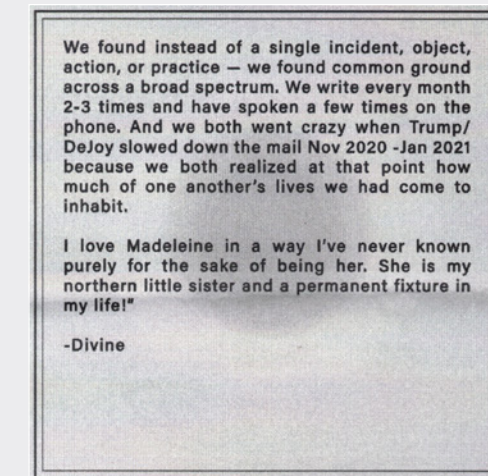 We found instead of a single incident, object,
action, or practice — we found common ground
across a broad spectrum. We write every month
2-3 times and have spoken a few times on the
phone. And we both went crazy when Trump/
DeJoy slowed down the mail Nov 2020 -Jan 2021
because we both realized at that point how
much of one another's lives we had come to
inhabit.
I love Madeleine in a way I've never known
purely for the sake of being her. She is my
northern little sister and a permanent fixture in
my life!"
-Divine